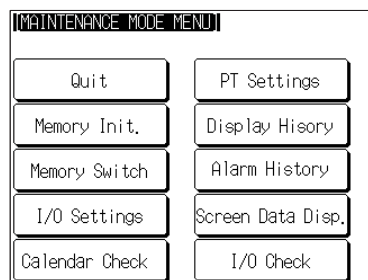 [MAINTENANCE MODE MENU]
Quit
PT Settings
Memory Init.
Display Hisory
Memory Switch
Alarm History
I/O Settings
Screen Data Disp.
Calendar Check
I/O Check